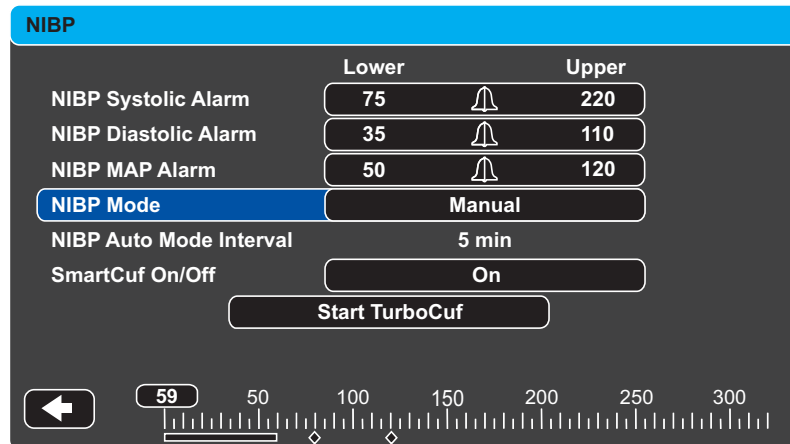 NIBP
Lower Upper
NIBP Systolic Alarm 75 220
NIBP Diastolic Alarm 35 110
NIBP MAP Alarm 50 120
NIBP Mode Manual
NIBP Auto Mode Interval 5 min
SmartCuf On/Off On
Start TurboCuf
59 50 100 150 200 250 300